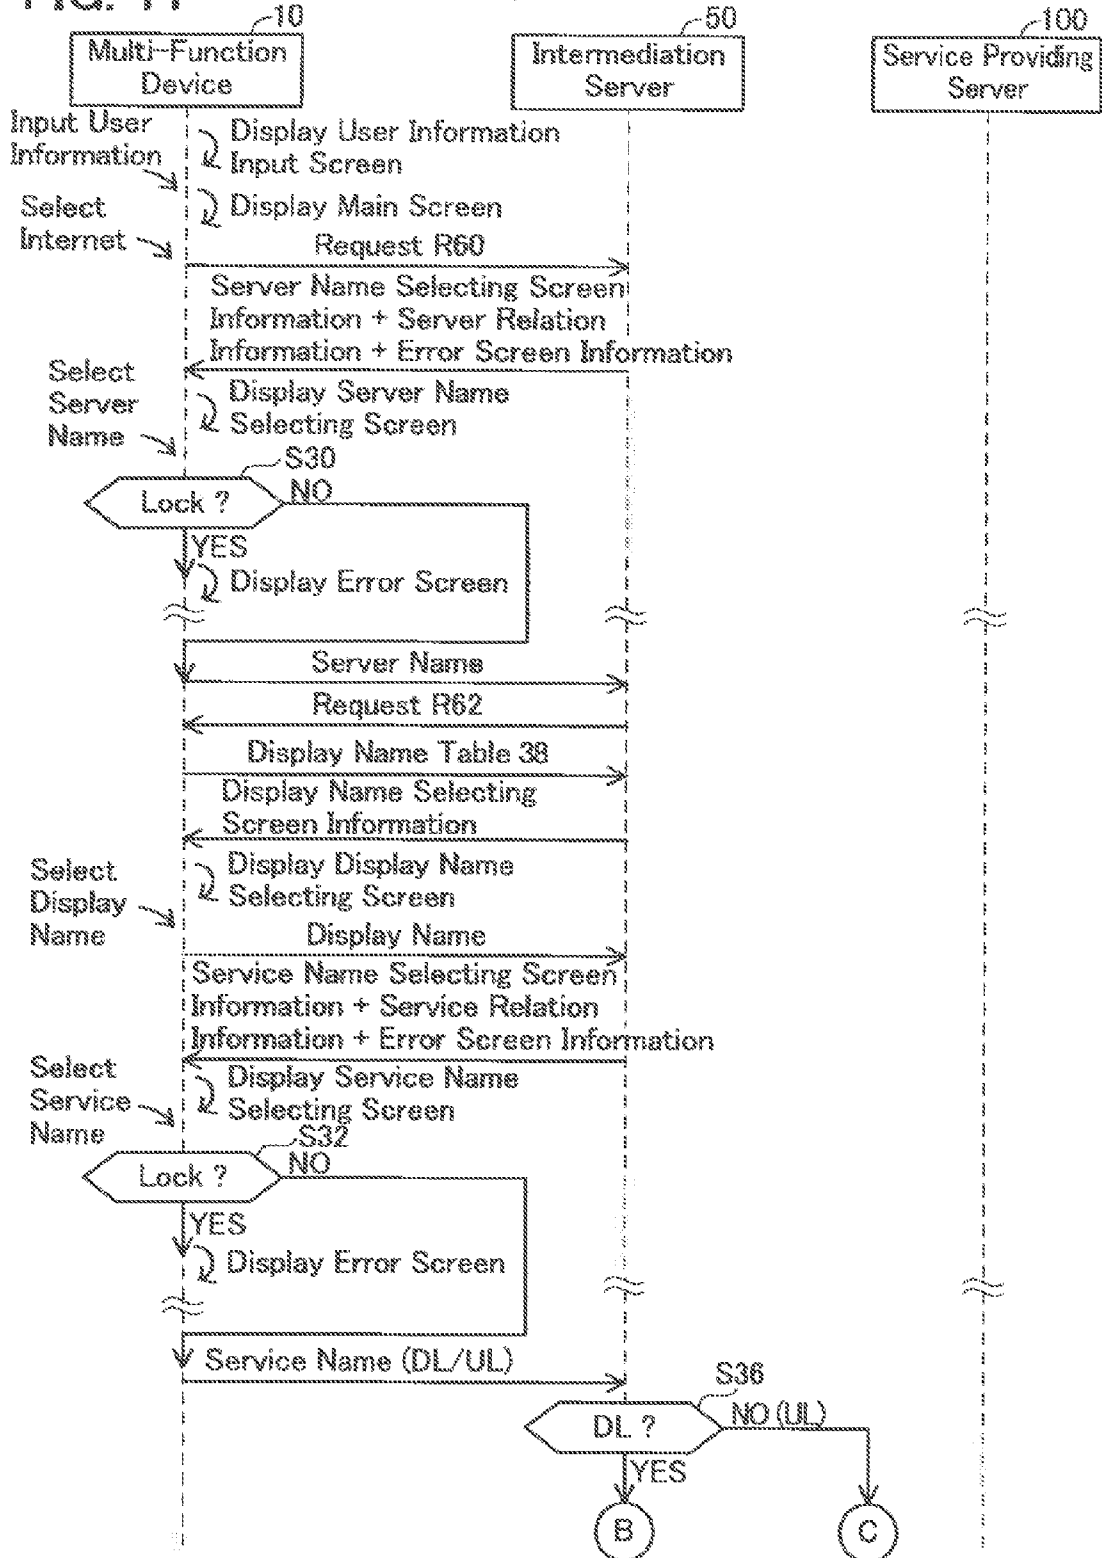 10
50
100
Multi-Function
Device
Intermediation
Server
Service Providing
Server
Input User
Information
Display User Information
Input Screen
Select
Internet
Display Main Screen
Request R60
Server Name Selecting Screen
Information + Server Relation
Information + Error Screen Information
Select
Server
Name
Display Server Name
Selecting Screen
S30
Lock ?
NO
YES
Display Error Screen
Server Name
Request R62
Display Name Table 38
Display Name Selecting
Screen Information
Select
Display
Name
Display Display Name
Selecting Screen
Display Name
Service Name Selecting Screen
Information + Service Relation
Information + Error Screen Information
Select
Service
Name
Display Service Name
Selecting Screen
S32
Lock ?
NO
YES
Display Error Screen
Service Name (DL/UL)
S36
DL ?
NO (UL)
YES
B
C